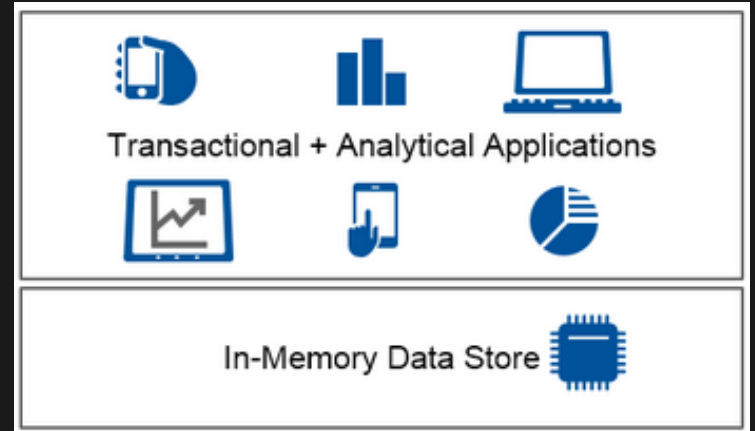 Transactional + Analytical Applications
In-Memory Data Store